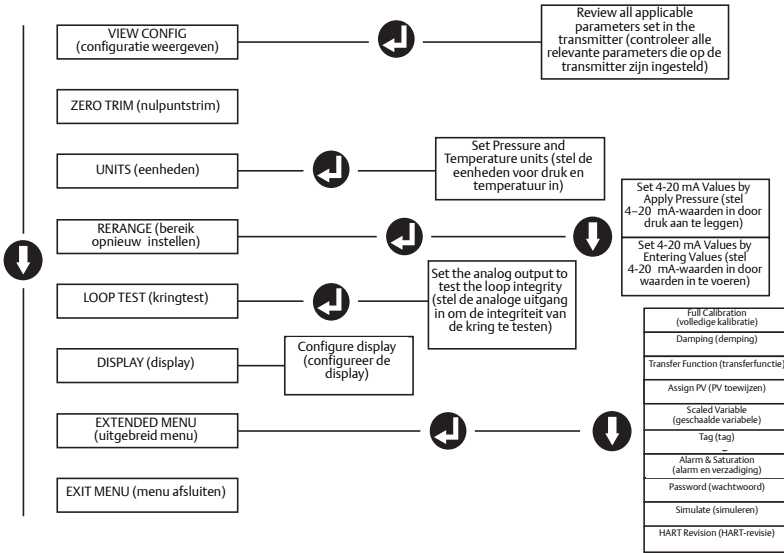 VIEW CONFIG
(configuratie weergeven)
Review all applicable
parameters set in the
transmitter (controleer alle
relevante parameters die op de
transmitter zijn ingesteld)
ZERO TRIM (nulpuntstrim)
UNITS (eenheden)
Set Pressure and
Temperature units (stel de
eenheden voor druk en
temperatuur in)
RERANGE (bereik
opnieuw instellen)
Set 4-20 mA Values by
Apply Pressure (stel
4–20 mA-waarden in door
druk aan te leggen)
Set 4-20 mA Values by
Entering Values (stel
4-20 mA-waarden in door
waarden in te voeren)
LOOP TEST (kringtest)
Set the analog output to
test the loop integrity
(stel de analoge uitgang
in om de integriteit van
de kring te testen)
DISPLAY (display)
Configure display
(configureer de
display)
EXTENDED MENU
(uitgebreid menu)
Full Calibration
(volledige kalibratie)
Damping (demping)
Transfer Function (transferfunctie)
Assign PV (PV toewijzen)
Scaled Variable
(geschaalde variabele)
Tag (tag)
–
Alarm & Saturation
(alarm en verzadiging)
Password (wachtwoord)
Simulate (simuleren)
HART Revision (HART-revisie)
EXIT MENU (menu afsluiten)